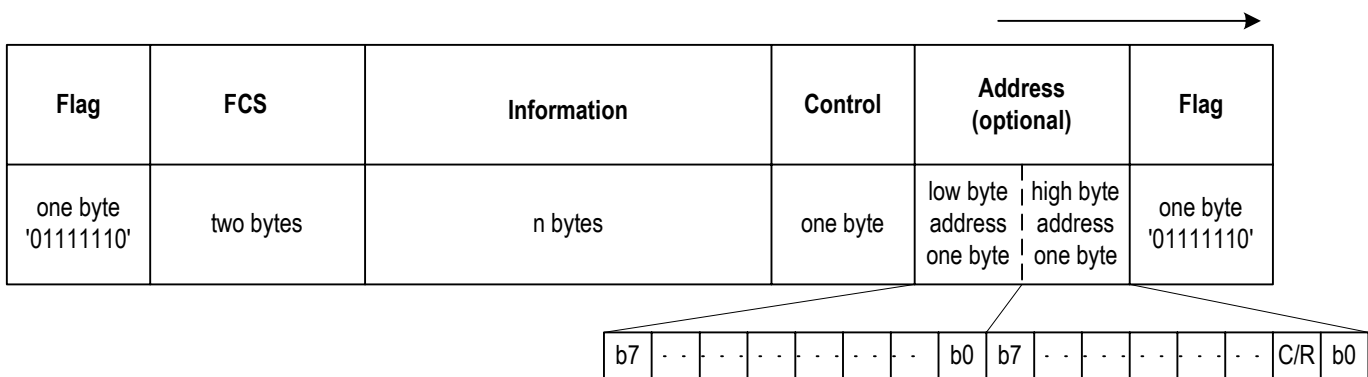 Flag
FCS
Information
Control
Address
(optional)
Flag
one byte
'01111110'
two bytes
n bytes
one byte
low byte
address
one byte
high byte
address
one byte
one byte
'01111110'
b7 b0 b7 C/R b0